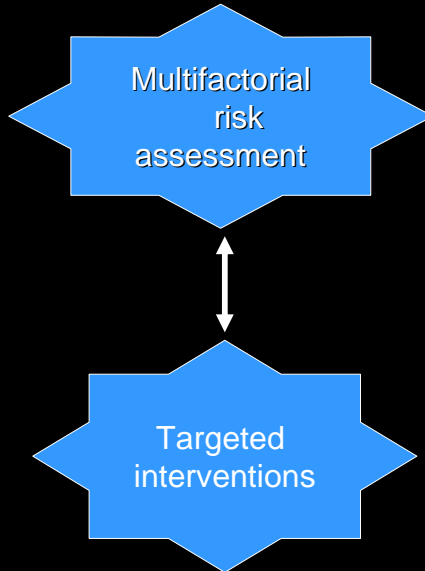 Multifactorial
risk
assessment
Targeted
interventions